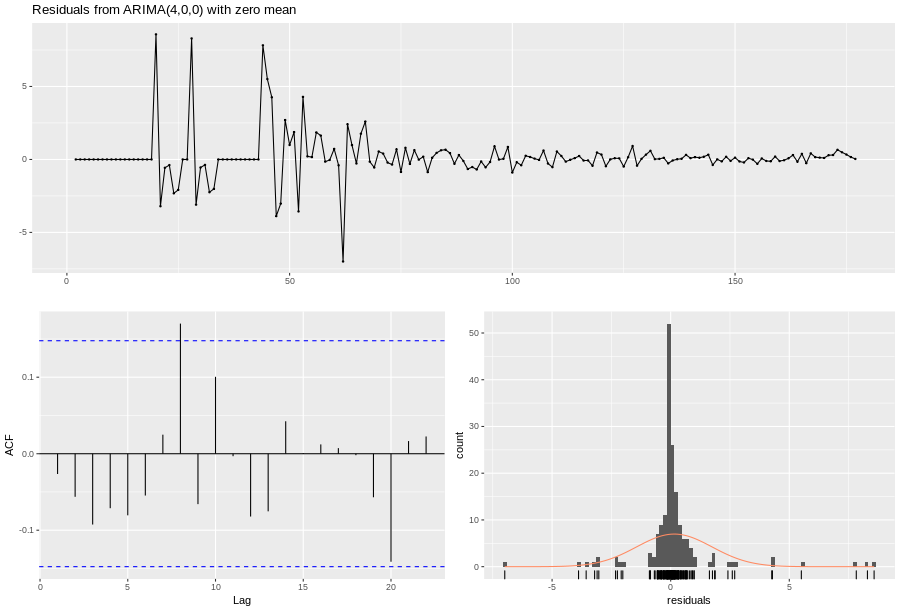 Residuals from ARIMA(4,0,0) with zero mean
5
0
-5
0 50 100 150
ACF
0.1
0.0
-0.1
0 5 10 15 20
Lag
count
50
40
30
20
10
0
-5 0 5
residuals